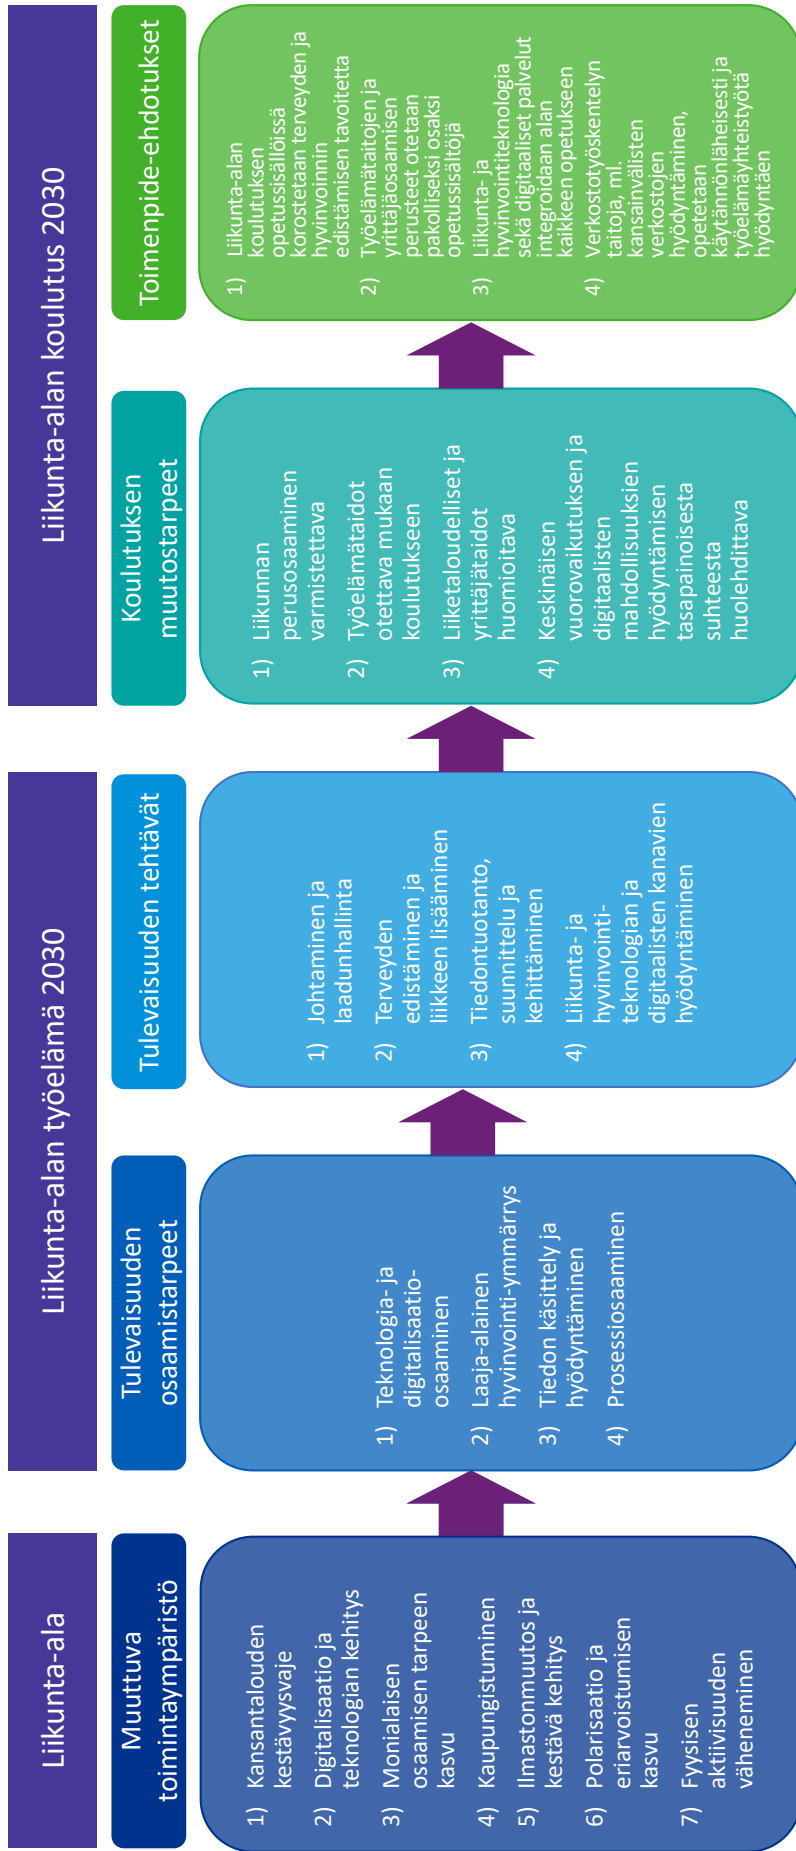 Liikunta-ala
Muuttuva
toimintaympäristö
1) Kansantalouden
kestävyysvaje
2) Digitalisaatio ja
teknologian kehitys
3) Monialaisen
osaamisen tarpeen
kasvu
4) Kaupungistuminen
5) Ilmastonmuutos ja
kestävä kehitys
6) Polarisaatio ja
eriarvoistumisen
kasvu
7) Fyysisen
aktiivisuuden
väheneminen
Liikunta-alan työelämä 2030
Tulevaisuuden
osaamistarpeet
1) Teknologia- ja
digitalisaatio-
osaaminen
2) Laaja-alainen
hyvinvointi-ymmärrys
3) Tiedon käsittely ja
hyödyntäminen
4) Prosessiosaaminen
Tulevaisuuden tehtävät
1) Johtaminen ja
laadunhallinta
2) Terveyden
edistäminen ja
liikkeen lisääminen
3) Tiedontuotanto,
suunnittelu ja
kehittäminen
4) Liikunta- ja
hyvinvointi-
teknologian ja
digitaalisten kanavien
hyödyntäminen
Liikunta-alan koulutus 2030
Koulutuksen
muutostarpeet
1) Liikunnan
perusosaaminen
varmistettava
2) Työelämätaidot
otettava mukaan
koulutukseen
3) Liiketaloudelliset ja
yrittäjätaidot
huomioitava
4) Keskinäisen
vuorovaikutuksen ja
digitaalisten
mahdollisuuksien
hyödyntämisen
tasapainoisesta
suhteesta
huolehdittava
Toimenpide-ehdotukset
1) Liikunta-alan
koulutuksen
opetussisällöissä
korostetaan terveyden ja
hyvinvoinnin
edistämisen tavoitetta
2) Työelämätaitojen ja
yrittäjäosaamisen
perusteet otetaan
pakolliseksi osaksi
opetussisältöjä
3) Liikunta- ja
hyvinvointiteknologia
sekä digitaaliset palvelut
integroidaan alan
kaikkeen opetukseen
4) Verkostotyöskentelyn
taitoja, ml.
kansainvälisten
verkostojen
hyödyntäminen,
opetetaan
käytännönläheisesti ja
työelämäyhteistyötä
hyödyntäen